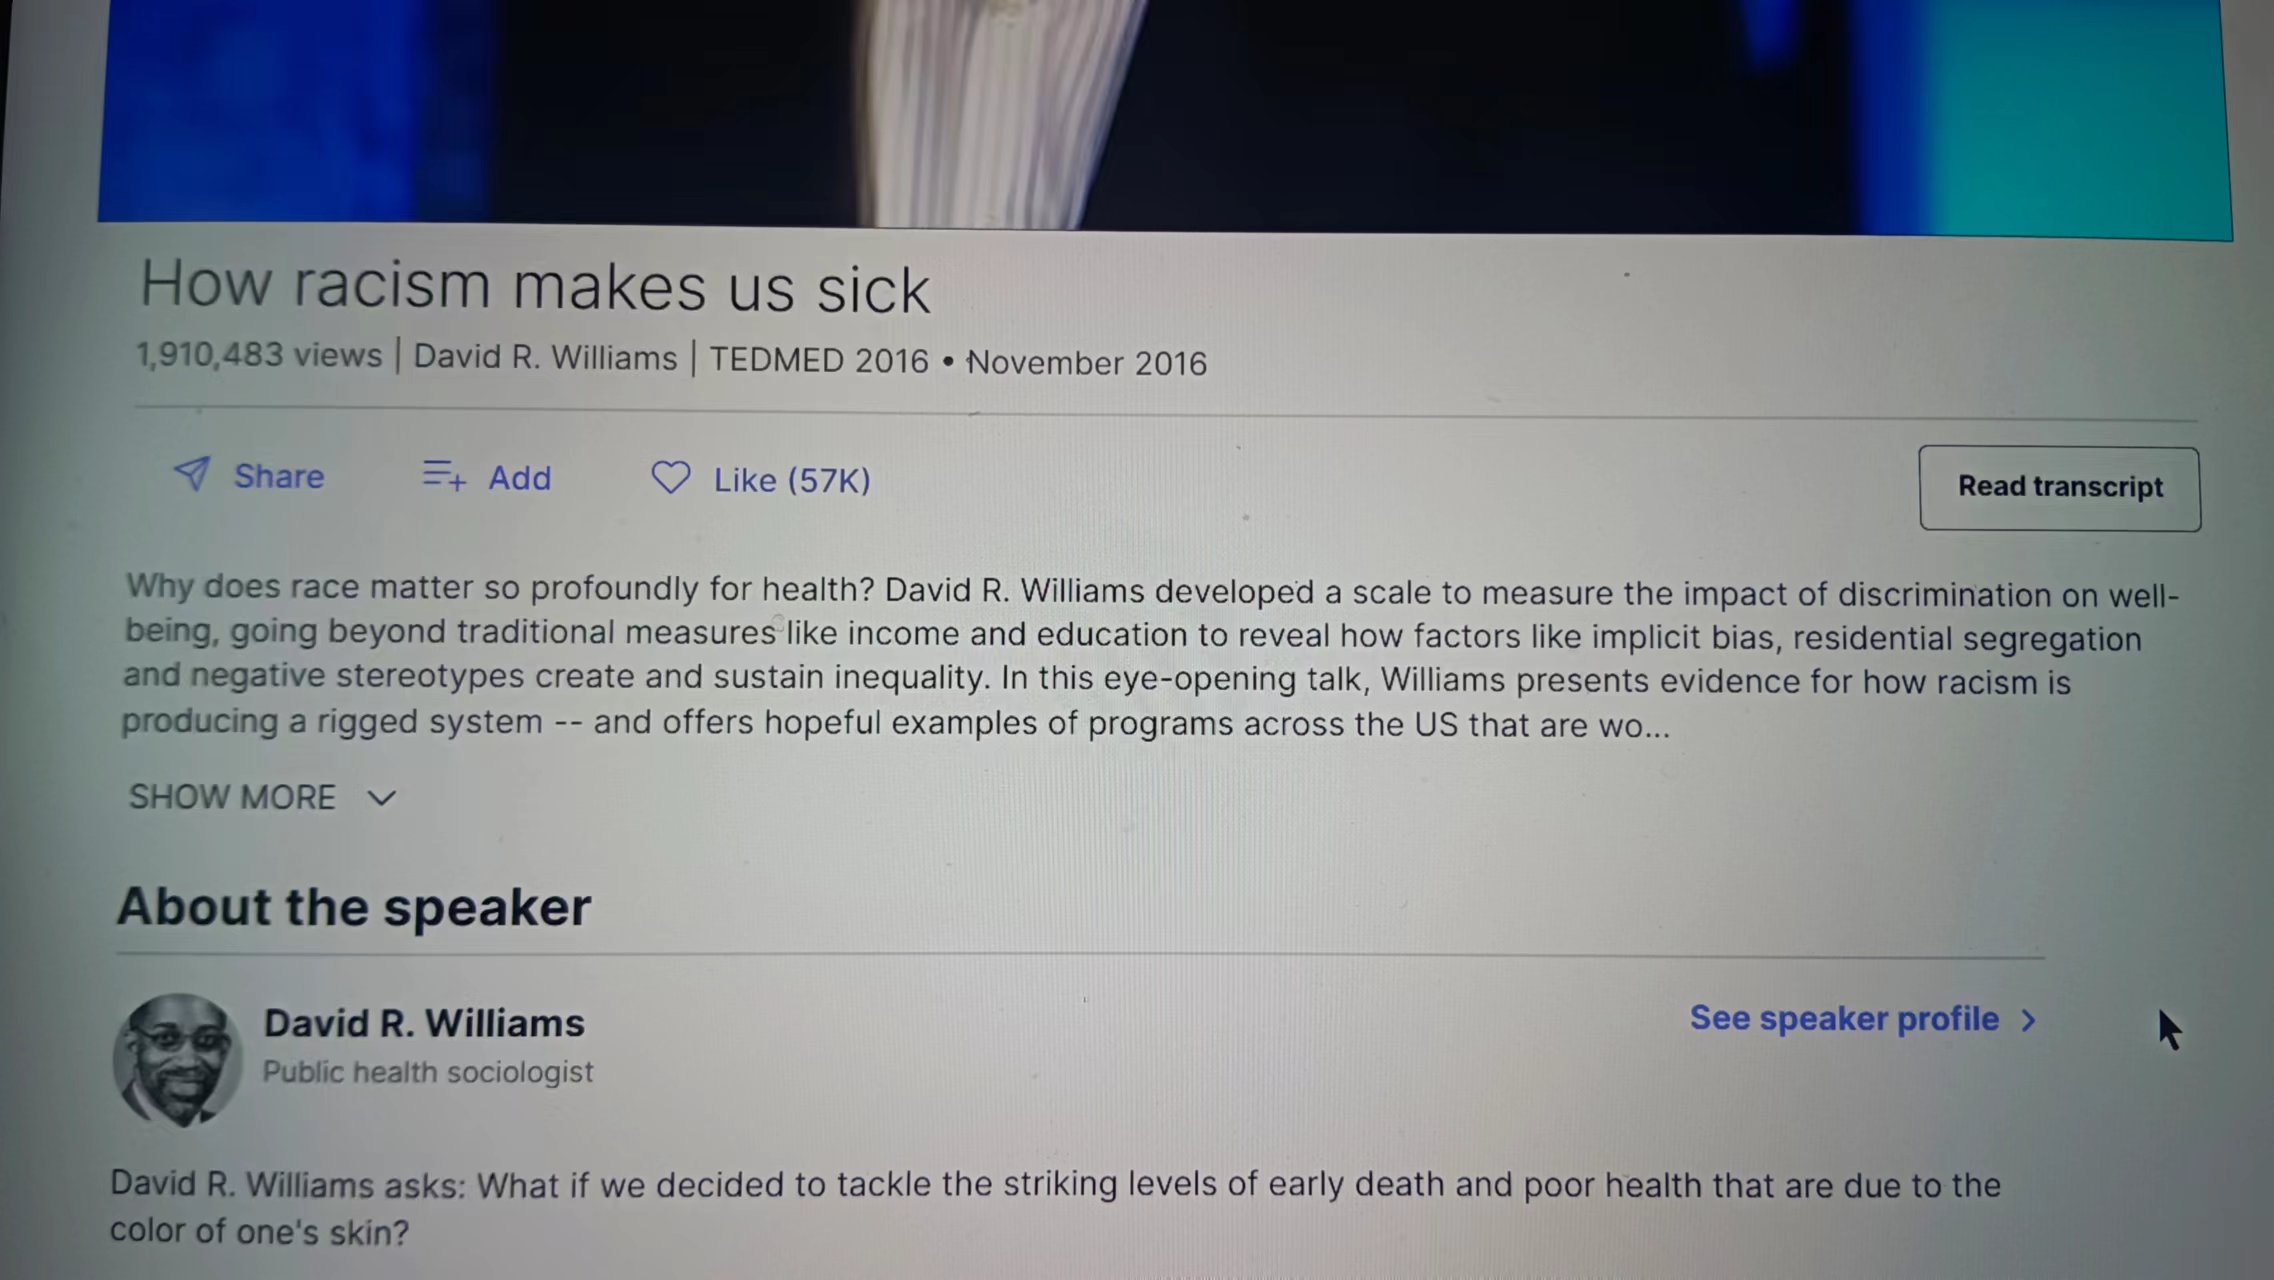 How racism makes us sick
1,910,483 views | David R. Williams | TEDMED 2016 • November 2016
Share
Add
Like (57K)
Read transcript
Why does race matter so profoundly for health? David R. Williams developed a scale to measure the impact of discrimination on well-
being, going beyond traditional measures like income and education to reveal how factors like implicit bias, residential segregation
and negative stereotypes create and sustain inequality. In this eye-opening talk, Williams presents evidence for how racism is
producing a rigged system -- and offers hopeful examples of programs across the US that are wo...
SHOW MORE
About the speaker
David R. Williams
See speaker profile
Public health sociologist
David R. Williams asks: What if we decided to tackle the striking levels of early death and poor health that are due to the
color of one's skin?